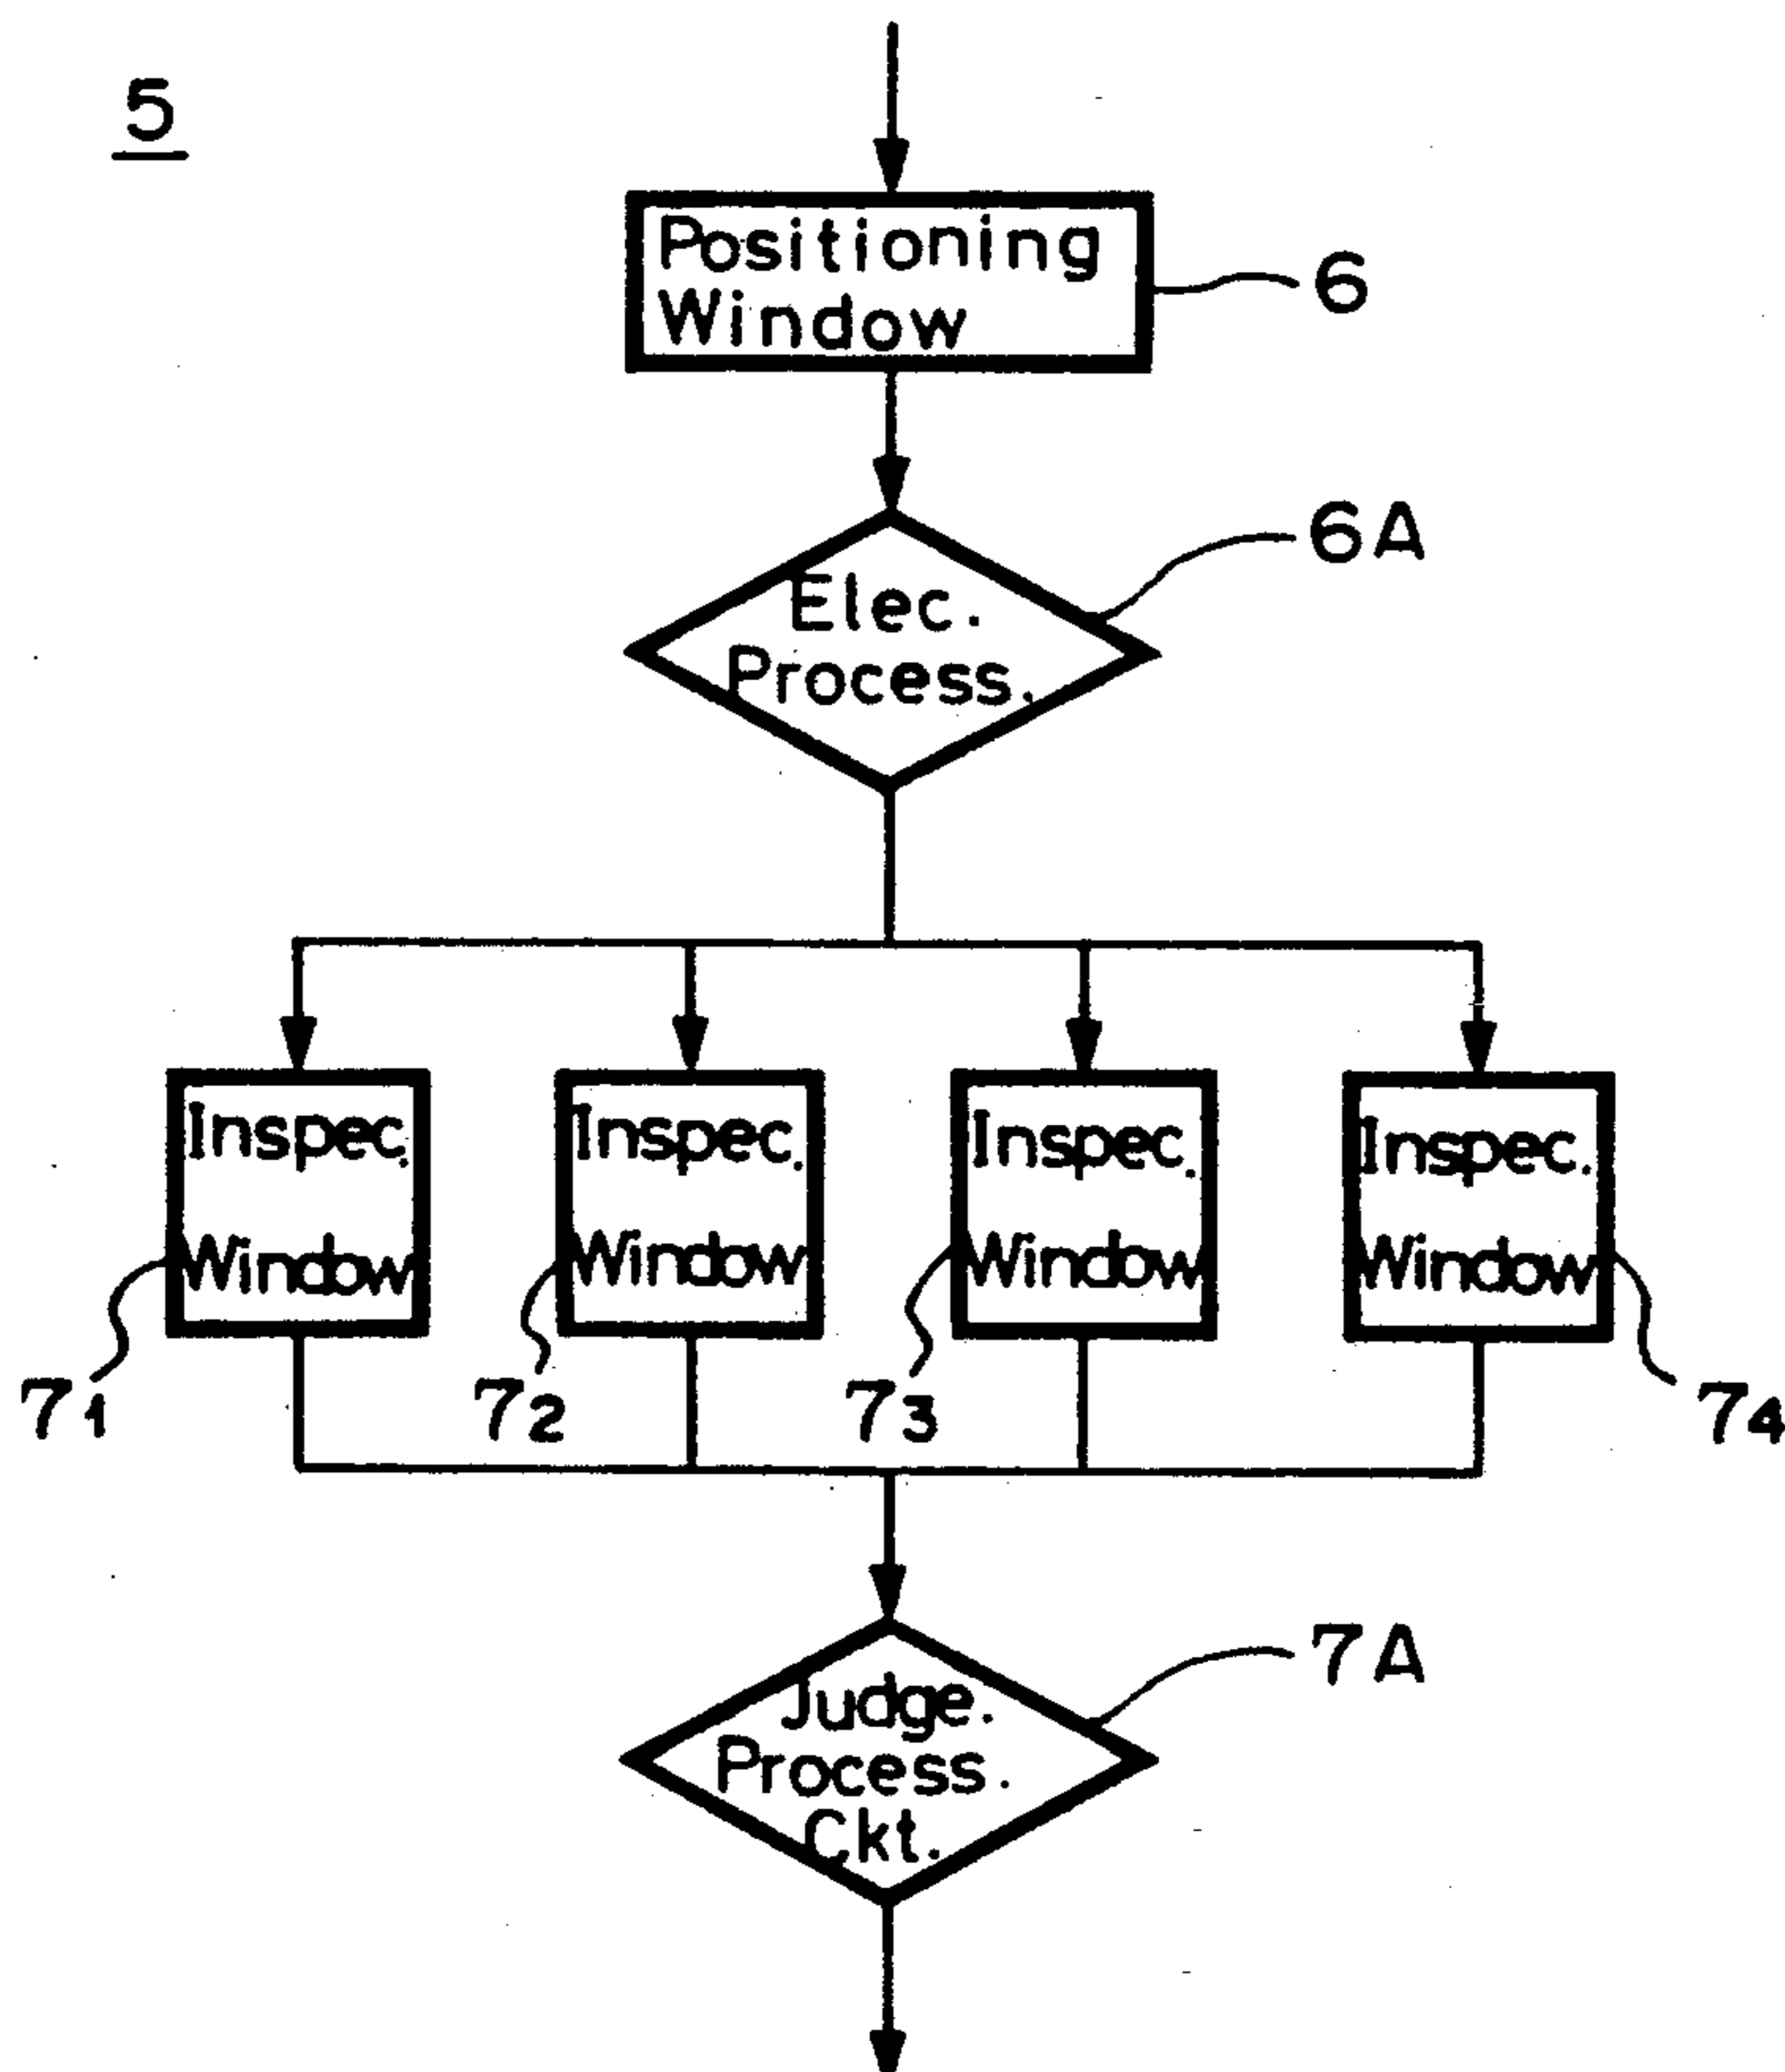 5
Positioning
Window
6
6A
Elec.
Process.
Inspec.
Window
Inspec.
Window
Inspec.
Window
Inspec.
Window
71
72
73
74
7A
Judge.
Process.
Ckt.